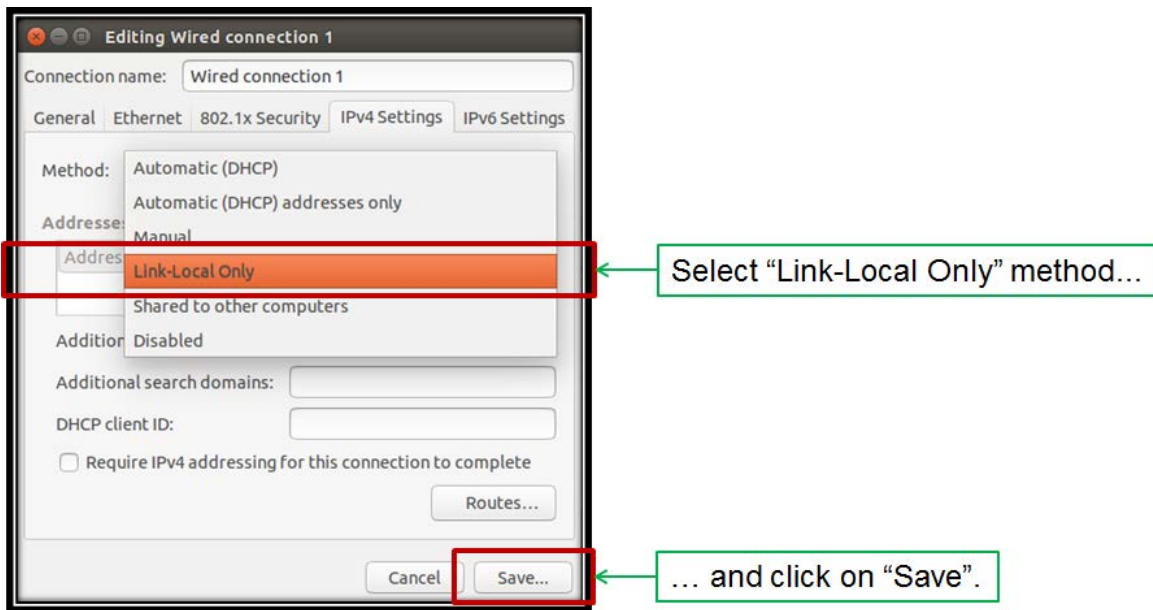 Editing Wired connection 1
Connection name: Wired connection 1
General Ethernet 802.1x Security IPv4 Settings IPv6 Settings
Method:
Automatic (DHCP)
Automatic (DHCP) addresses only
Addresses
Manual
Addres
Link-Local Only
Select “Link-Local Only” method...
Shared to other computers
Addition
Disabled
Additional search domains:
DHCP client ID:
Require IPv4 addressing for this connection to complete
Routes...
Cancel Save...
... and click on “Save”.